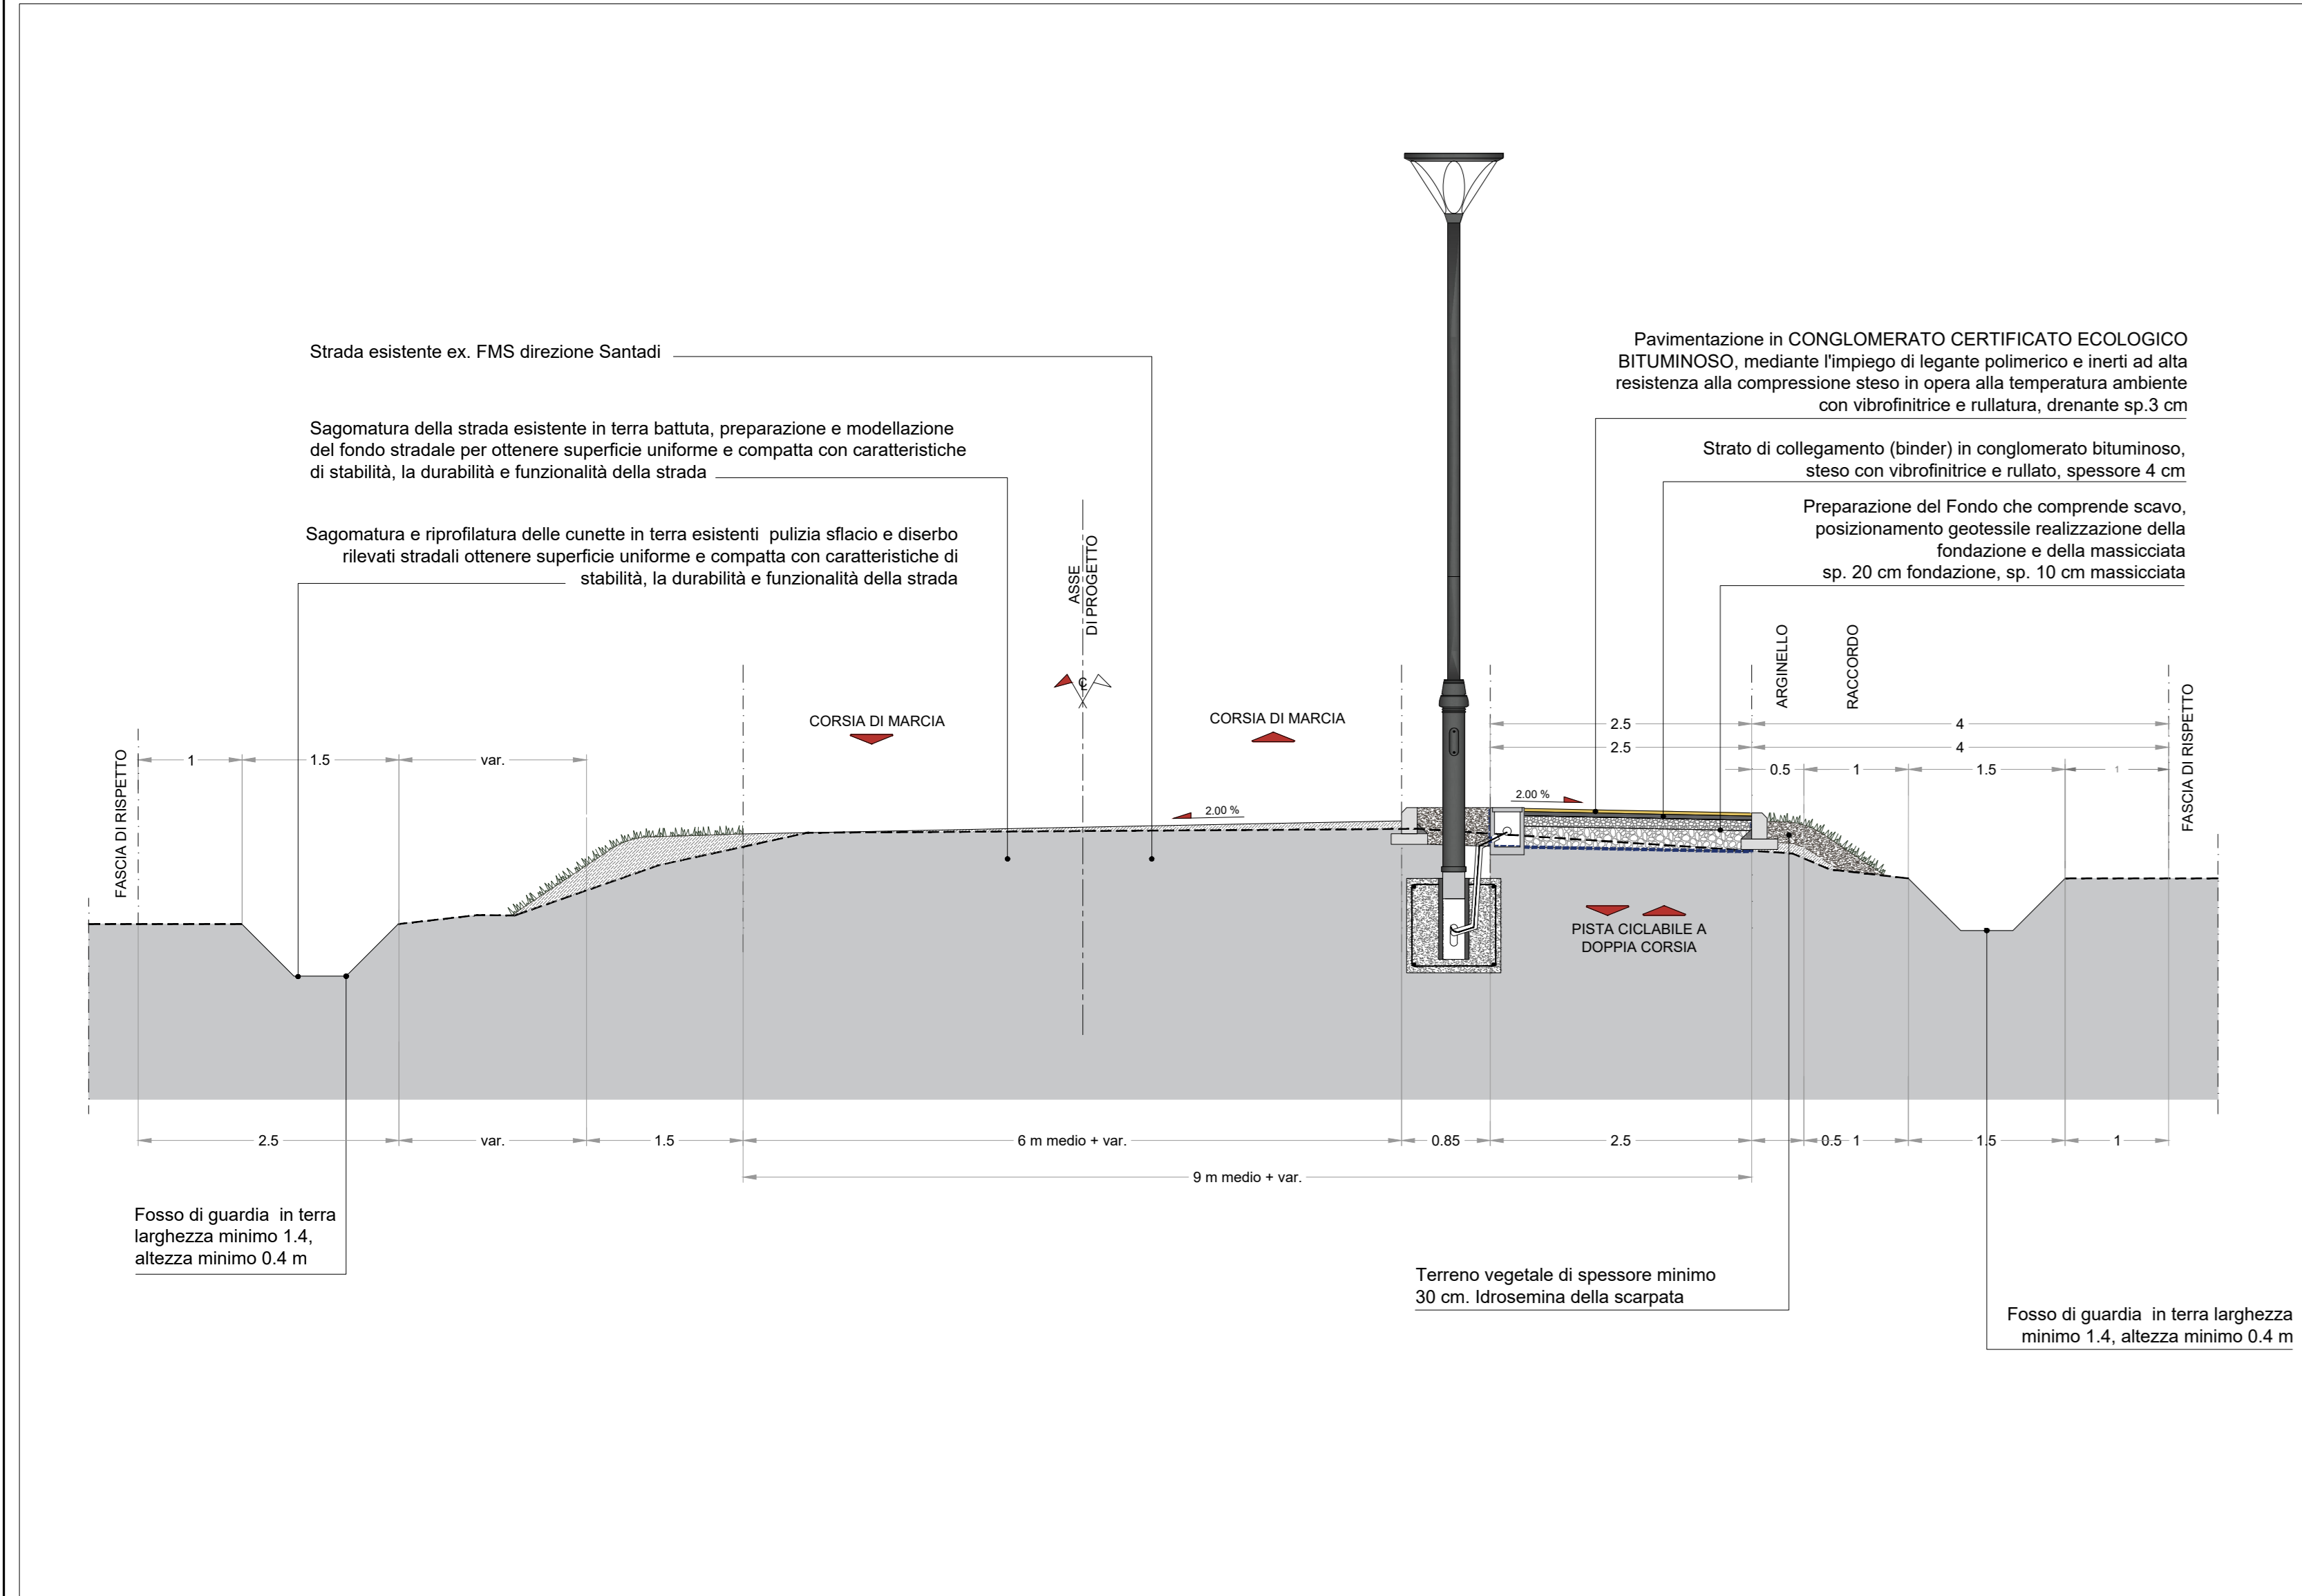 Strada esistente ex. FMS direzione Santadi
Sagomatura della strada esistente in terra battuta, preparazione e modellazione
del fondo stradale per ottenere superficie uniforme e compatta con caratteristiche
di stabilità, la durabilità e funzionalità della strada
Sagomatura e riprofilatura delle cunette in terra esistenti  pulizia sflacio e diserbo
rilevati stradali ottenere superficie uniforme e compatta con caratteristiche di
stabilità, la durabilità e funzionalità della strada
Pavimentazione in CONGLOMERATO CERTIFICATO ECOLOGICO
BITUMINOSO, mediante l'impiego di legante polimerico e inerti ad alta
resistenza alla compressione steso in opera alla temperatura ambiente
con vibrofinitrice e rullatura, drenante sp.3 cm
Strato di collegamento (binder) in conglomerato bituminoso,
steso con vibrofinitrice e rullato, spessore 4 cm
Preparazione del Fondo che comprende scavo,
posizionamento geotessile realizzazione della
fondazione e della massicciata
sp. 20 cm fondazione, sp. 10 cm massicciata
ASSE
DI PROGETTO
ARGINELLO
RACCORDO
FASCIA DI RISPETTO
FASCIA DI RISPETTO
CORSIA DI MARCIA
CORSIA DI MARCIA
2.5
4
2.5
4
1
1.5
var.
0.5
1
1.5
1
2.00 %
2.00 %
PISTA CICLABILE A
DOPPIA CORSIA
2.5
var.
1.5
6 m medio + var.
0.85
2.5
0.5
1
1.5
1
9 m medio + var.
Fosso di guardia  in terra
larghezza minimo 1.4,
altezza minimo 0.4 m
Terreno vegetale di spessore minimo
30 cm. Idrosemina della scarpata
Fosso di guardia  in terra larghezza
minimo 1.4, altezza minimo 0.4 m